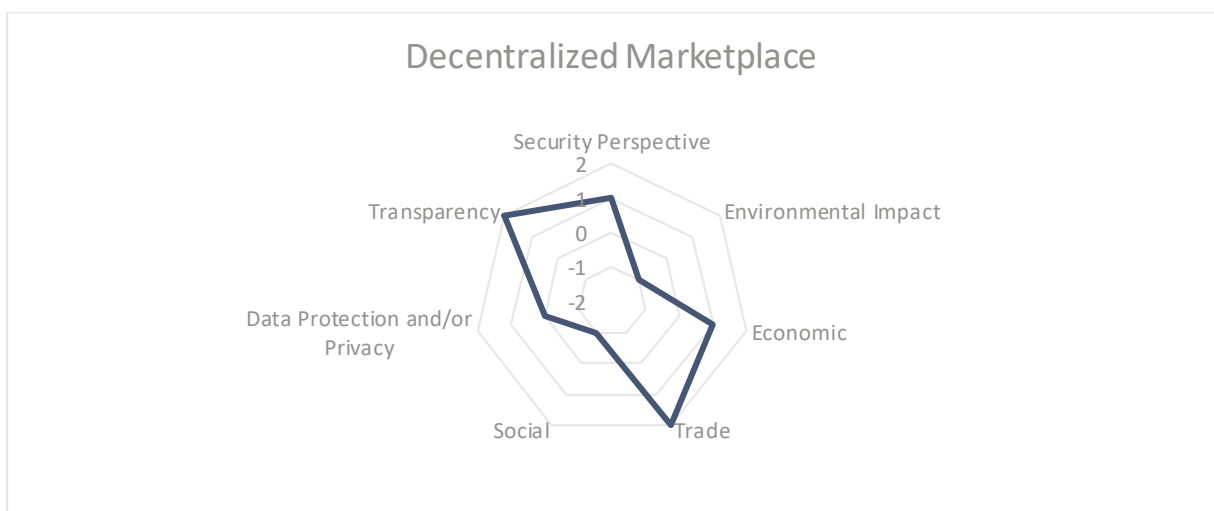 Decentralized Marketplace
Security Perspective
2
Transparency
Environmental Impact
1
0
-1
-2
Data Protection and/or
Privacy
Economic
Social
Trade